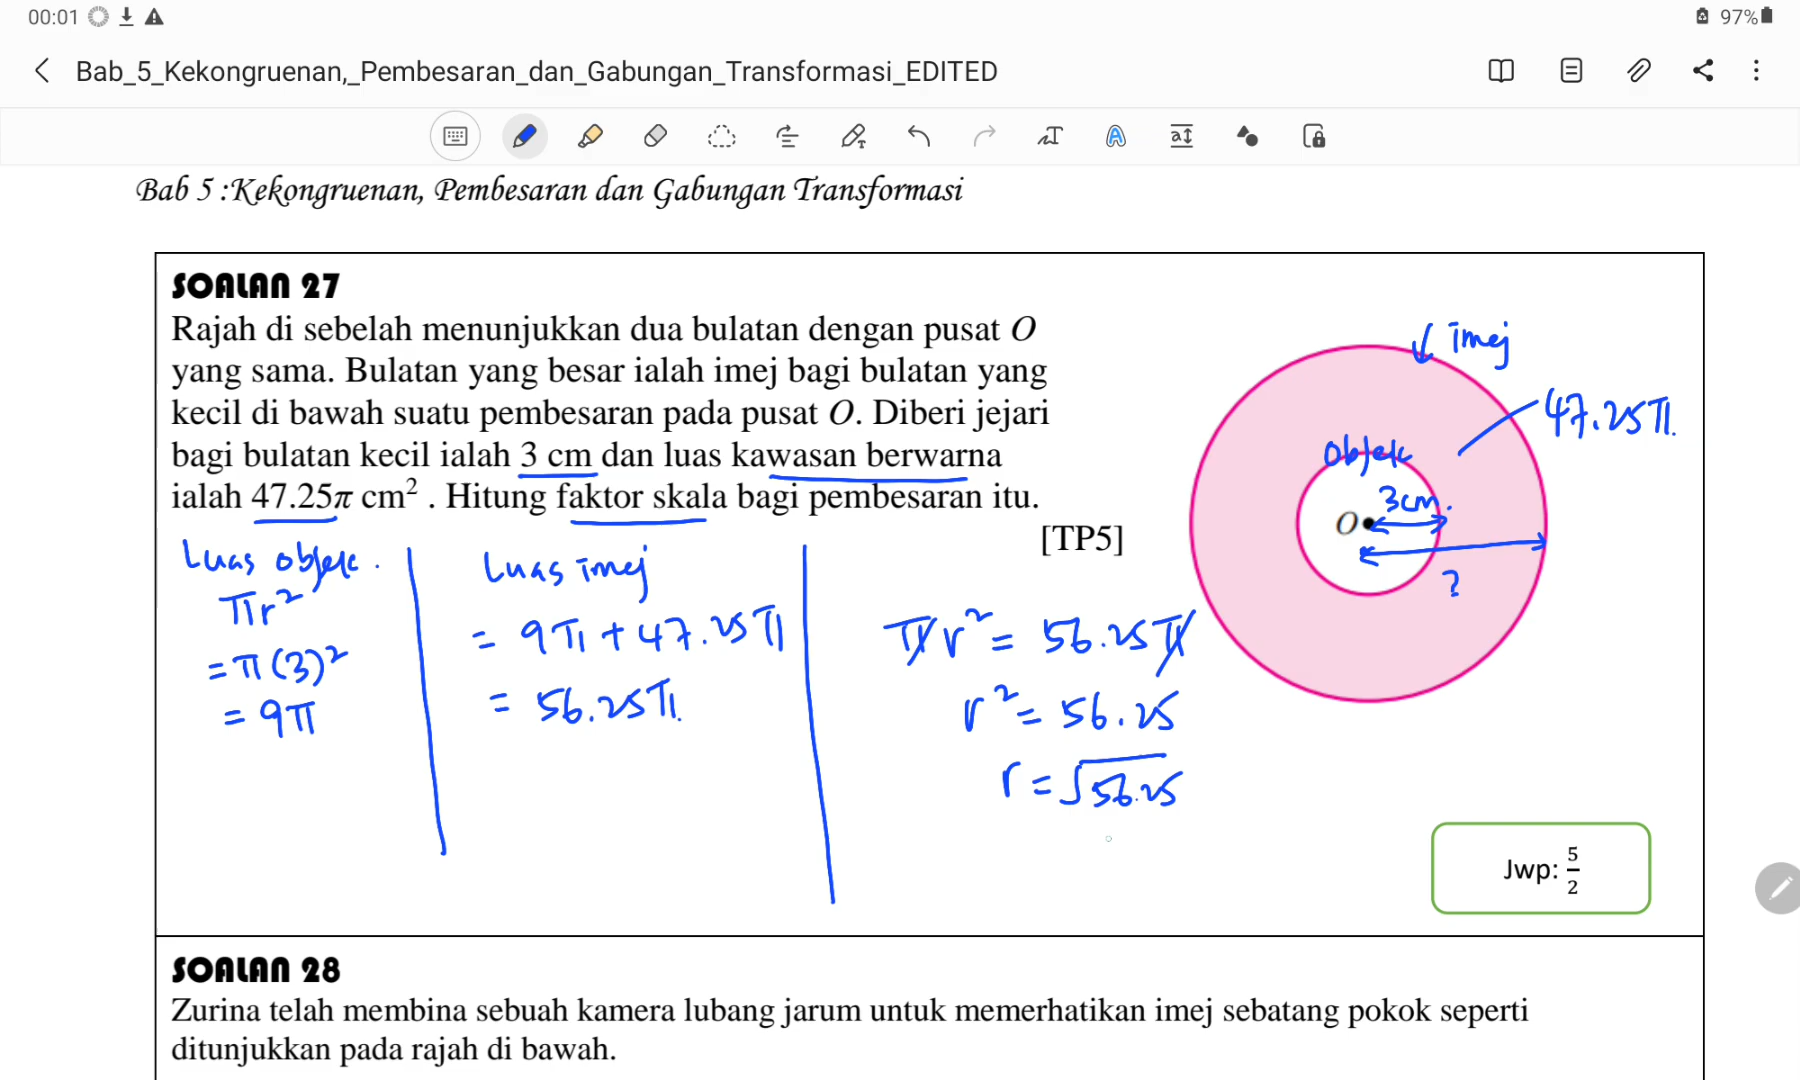 00:01
97%
Bab_5_Kekongruenan,_Pembesaran_dan_Gabungan_Transformasi_EDITED
Bab 5 :Kekongruenan, Pembesaran dan Gabungan Transformasi
SOALAN 27
Rajah di sebelah menunjukkan dua bulatan dengan pusat O
yang sama. Bulatan yang besar ialah imej bagi bulatan yang
kecil di bawah suatu pembesaran pada pusat O. Diberi jejari
bagi bulatan kecil ialah 3 cm dan luas kawasan berwarna
ialah 47.25π cm² . Hitung faktor skala bagi pembesaran itu.
[TP5]
imej
47.25π
objek
3cm.
O
?
Luas objek.
πr²
=π(3)²
= 9π
Luas imej
= 9π + 47.25π
= 56.25π
πr² = 56.25π
r² = 56.25
r = √56.25
Jwp: 5/2
SOALAN 28
Zurina telah membina sebuah kamera lubang jarum untuk memerhatikan imej sebatang pokok seperti
ditunjukkan pada rajah di bawah.